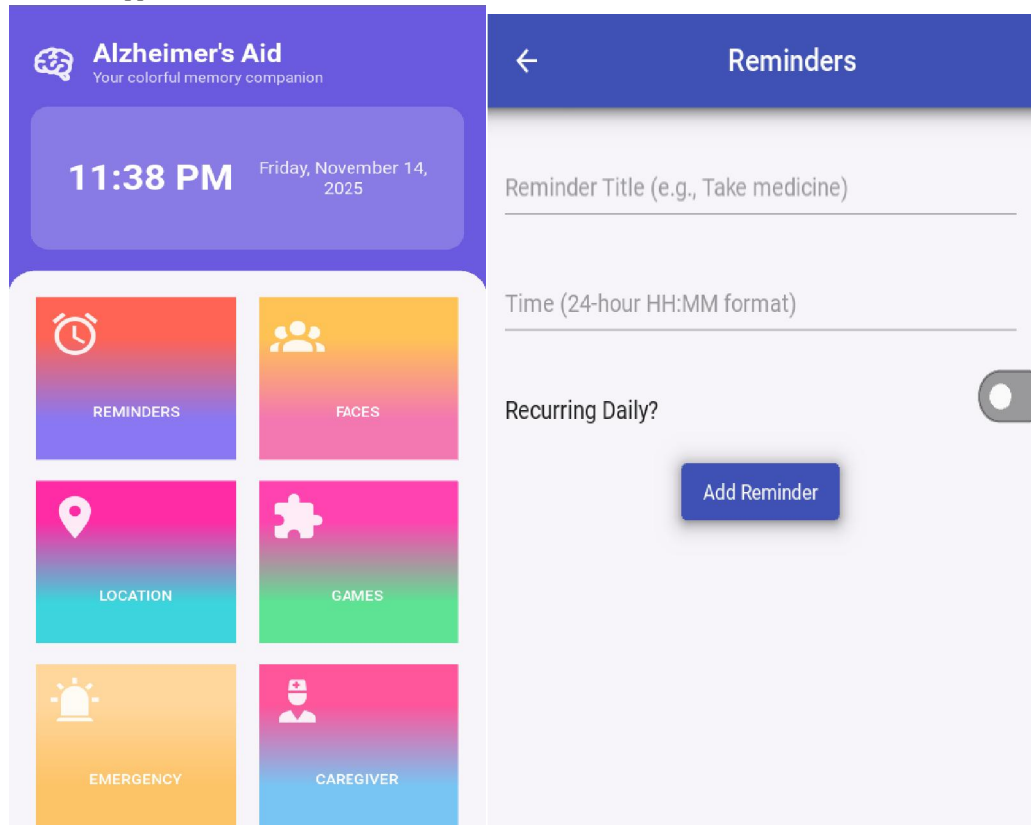 Alzheimer's Aid
Your colorful memory companion
11:38 PM
Friday, November 14,
2025
REMINDERS
FACES
LOCATION
GAMES
EMERGENCY
CAREGIVER
Reminders
Reminder Title (e.g., Take medicine)
Time (24-hour HH:MM format)
Recurring Daily?
Add Reminder